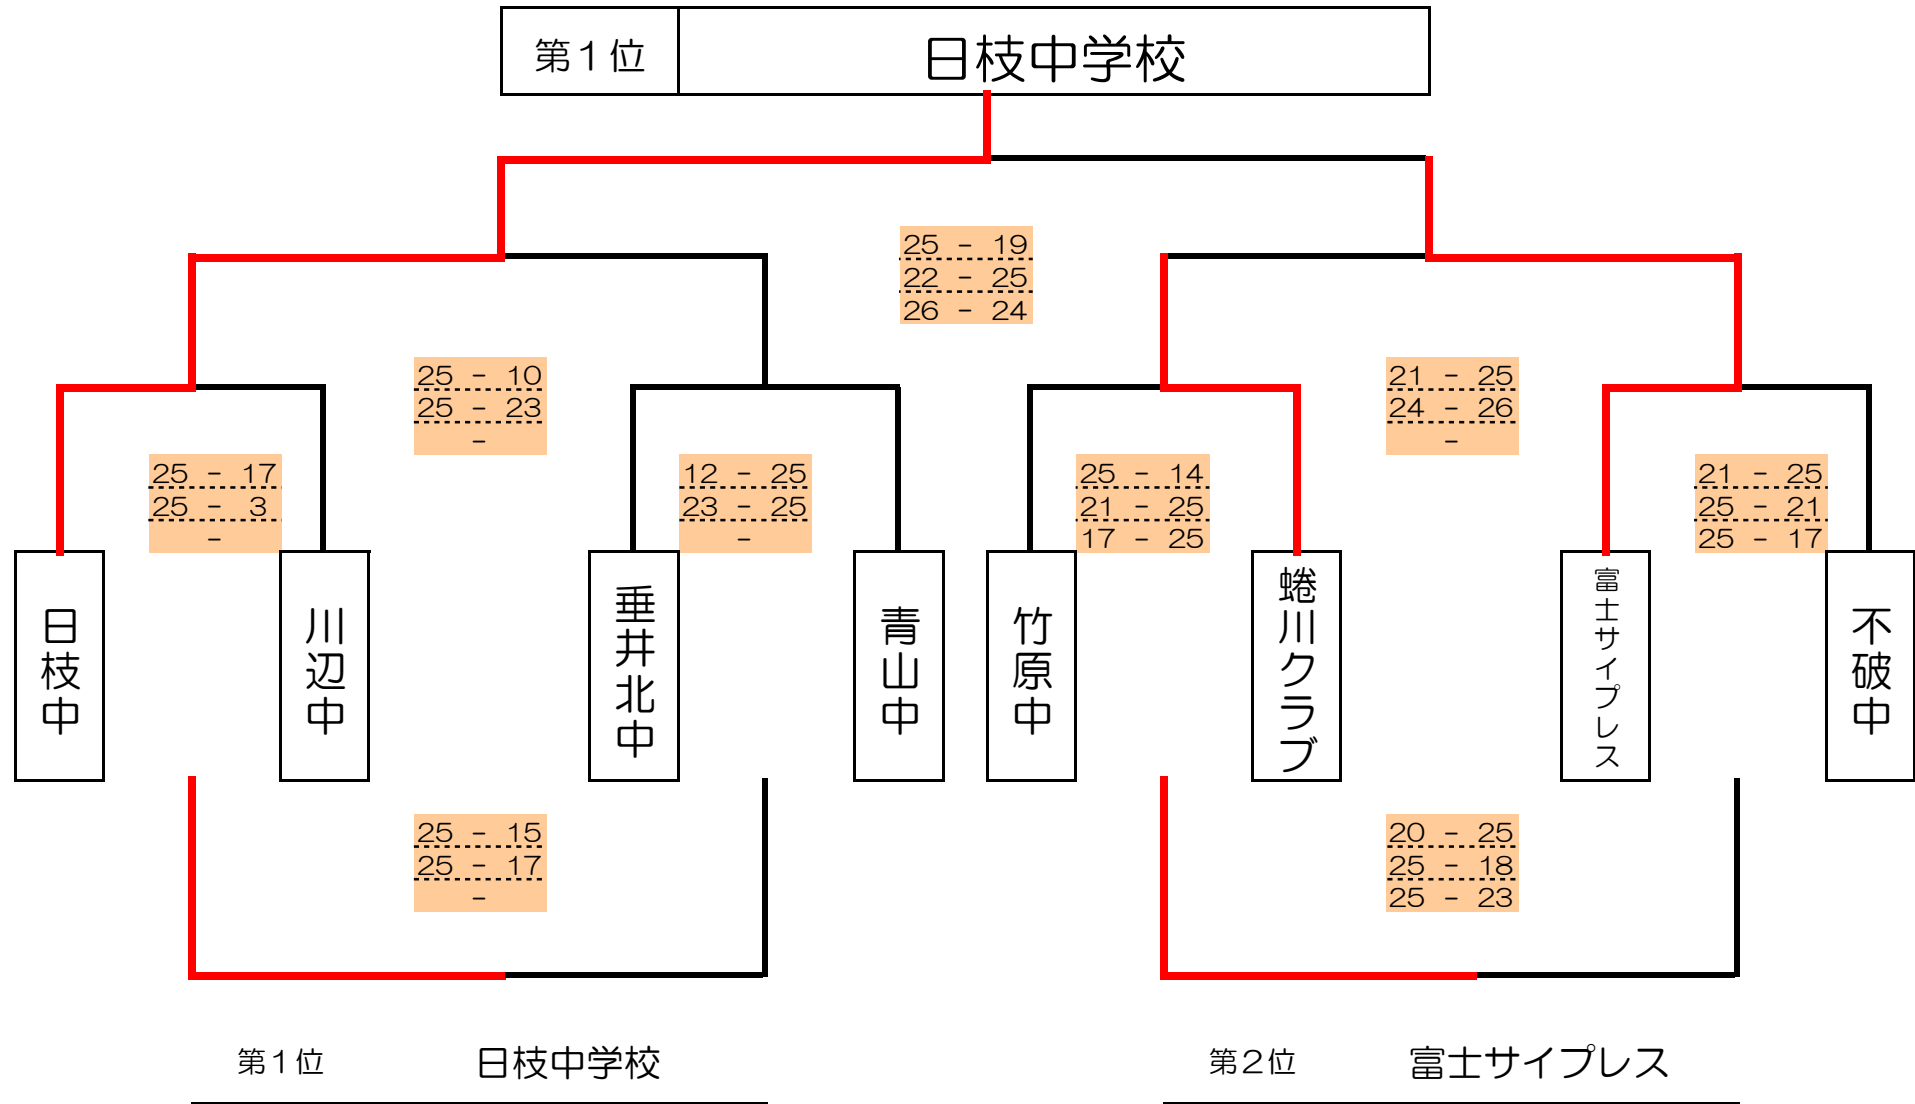 第１位 日枝中学校
25 - 19
22 - 25
26 - 24
25 - 10
25 - 23
-
21 - 25
24 - 26
-
25 - 17
25 - 3
-
12 - 25
23 - 25
-
25 - 14
21 - 25
17 - 25
21 - 25
25 - 21
25 - 17
日枝中
川辺中
垂井北中
青山中
竹原中
蜷川クラブ
富士サイプレス
不破中
25 - 15
25 - 17
-
20 - 25
25 - 18
25 - 23
第１位 日枝中学校
第２位 富士サイプレス